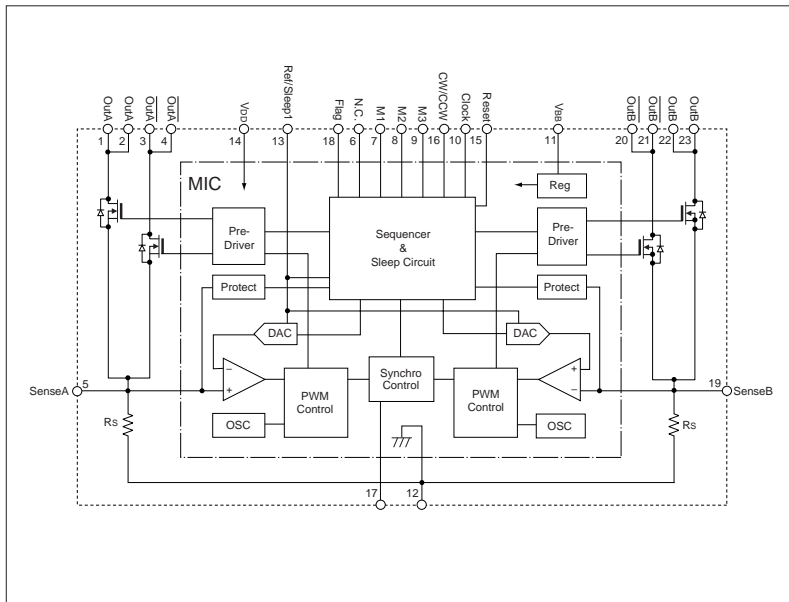 OutA
OutA
OutA
OutA
VDD
Ref/Sleep1
Flag
N.C.
M1
M2
M3
CW/CCW
Clock
Reset
VBB
OutB
OutB
OutB
OutB
1
2
3
4
14
13
18
6
7
8
9
16
10
15
11
20
21
22
23
MIC
Reg
Pre-
Driver
Sequencer
&
Sleep Circuit
Pre-
Driver
Protect
Protect
DAC
DAC
−
+
+
−
SenseA
5
19
SenseB
PWM
Control
Synchro
Control
PWM
Control
RS
OSC
OSC
RS
17
12